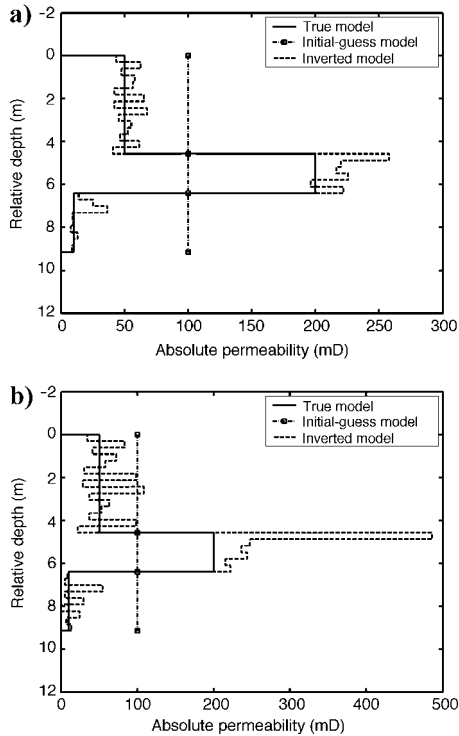 a)
-2
0
2
4
6
8
10
12
Relative depth (m)
True model
Initial-guess model
Inverted model
0
50
100
150
200
250
300
Absolute permeability (mD)
b)
-2
0
2
4
6
8
10
12
Relative depth (m)
True model
Initial-guess model
Inverted model
0
100
200
300
400
500
Absolute permeability (mD)